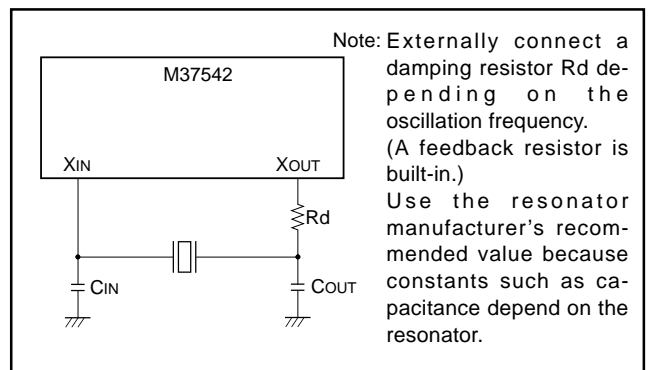 M37542
XIN
XOUT
Rd
CIN
COUT
Note: Externally connect a
damping resistor Rd de-
pending on the
oscillation frequency.
(A feedback resistor is
built-in.)
Use the resonator
manufacturer's recom-
mended value because
constants such as ca-
pacitance depend on the
resonator.